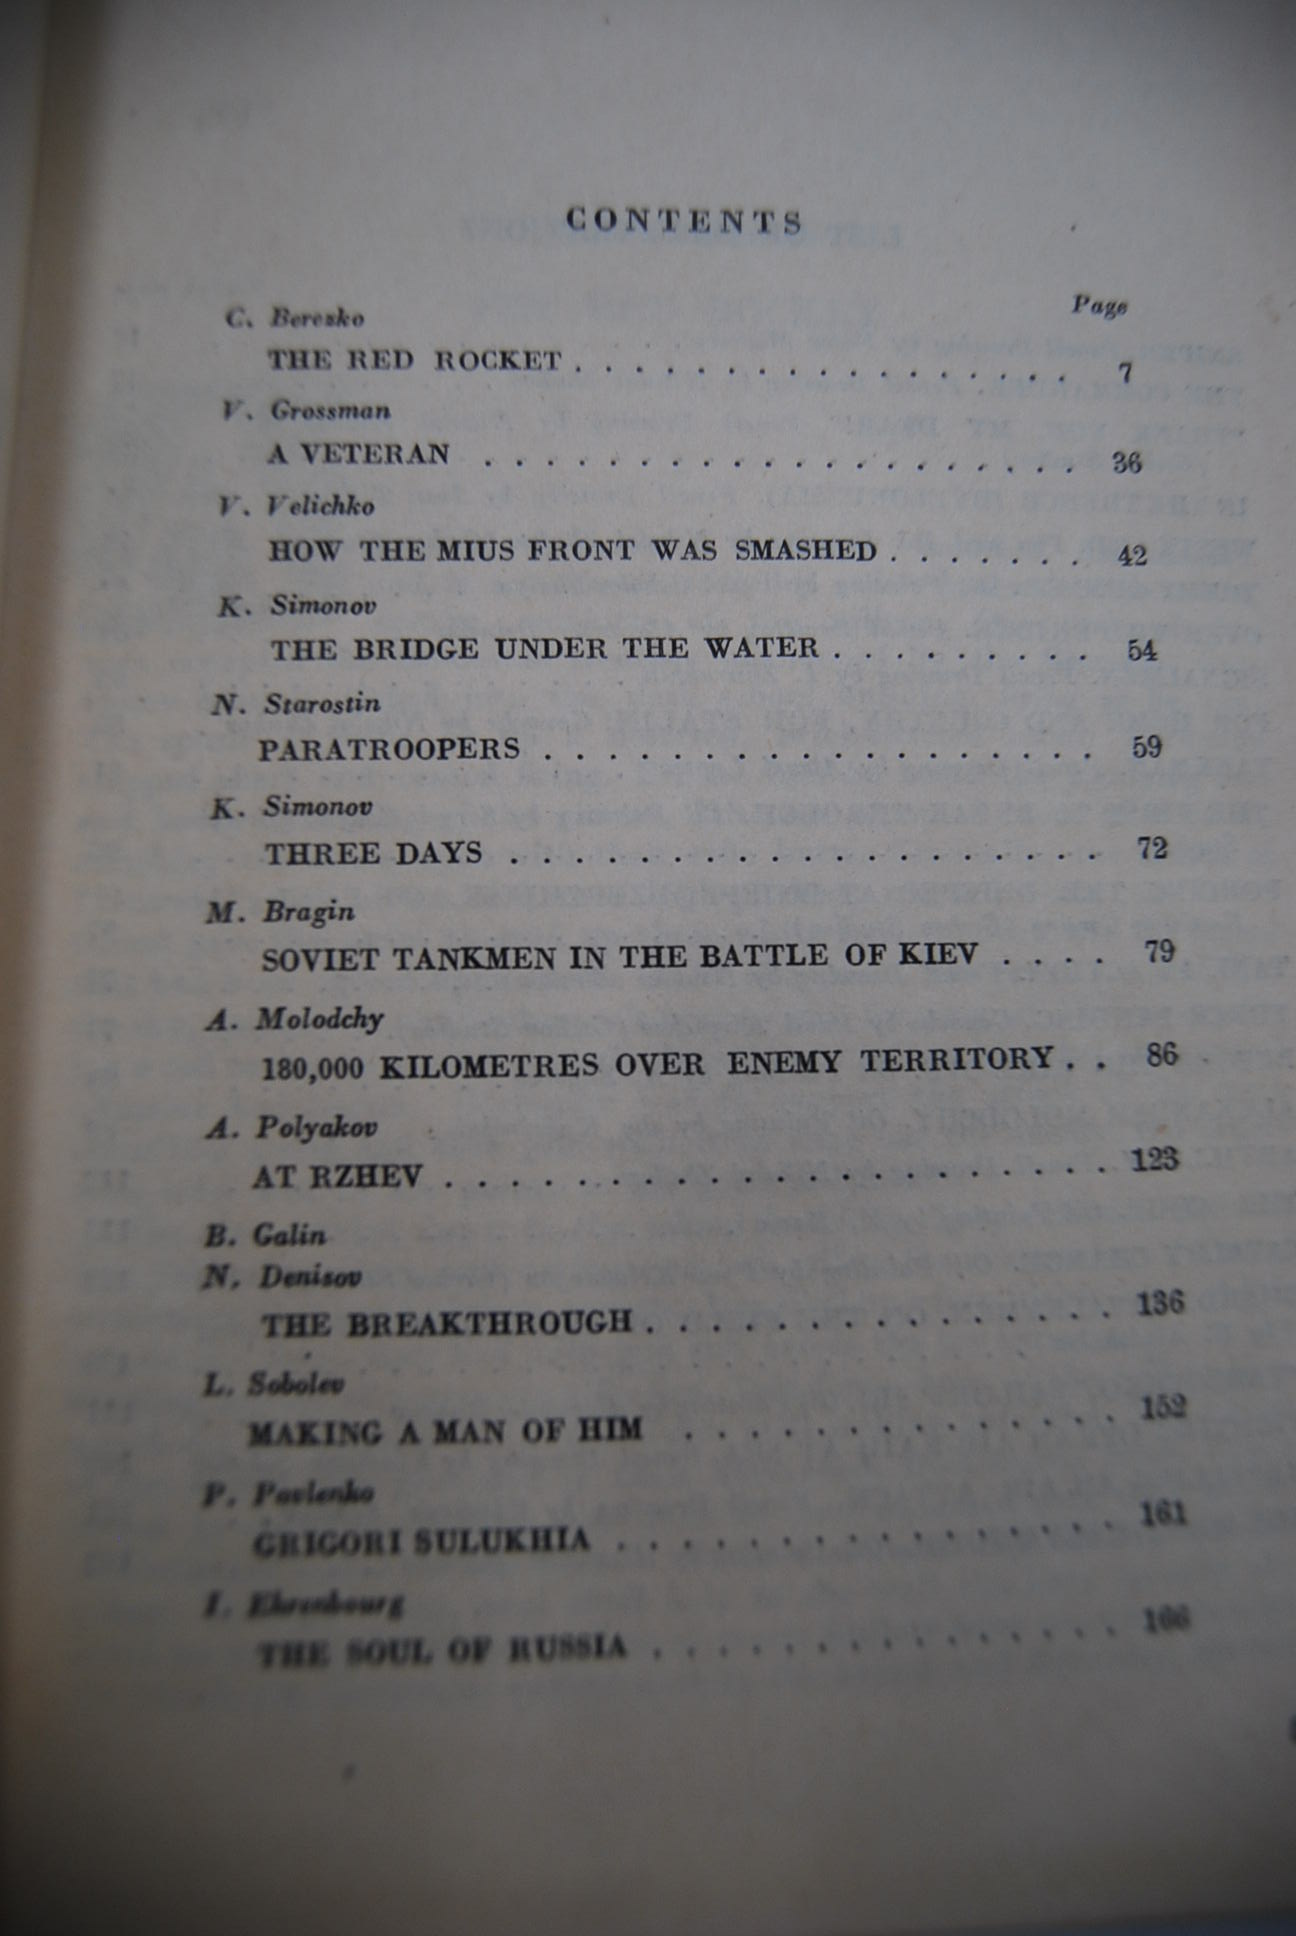 CONTENTS
Page
C. Berezko
THE RED ROCKET . . . . . . . . . . . . . . . . . 7
V. Grossman
A VETERAN . . . . . . . . . . . . . . . . . . . . 36
V. Velichko
HOW THE MIUS FRONT WAS SMASHED . . . . . . . 42
K. Simonov
THE BRIDGE UNDER THE WATER . . . . . . . . . 54
N. Starostin
PARATROOPERS . . . . . . . . . . . . . . . . . . 59
K. Simonov
THREE DAYS . . . . . . . . . . . . . . . . . . . 72
M. Bragin
SOVIET TANKMEN IN THE BATTLE OF KIEV . . . . 79
A. Molodchy
180,000 KILOMETRES OVER ENEMY TERRITORY . . 86
A. Polyakov
AT RZHEV . . . . . . . . . . . . . . . . . . . . 123
B. Galin
N. Denisov
THE BREAKTHROUGH . . . . . . . . . . . . . . . 136
L. Sobolev
MAKING A MAN OF HIM . . . . . . . . . . . . . 152
P. Pavlenko
GRIGORI SULUKHIA . . . . . . . . . . . . . . . 161
I. Ehrenbourg
THE SOUL OF RUSSIA . . . . . . . . . . . . . . 166